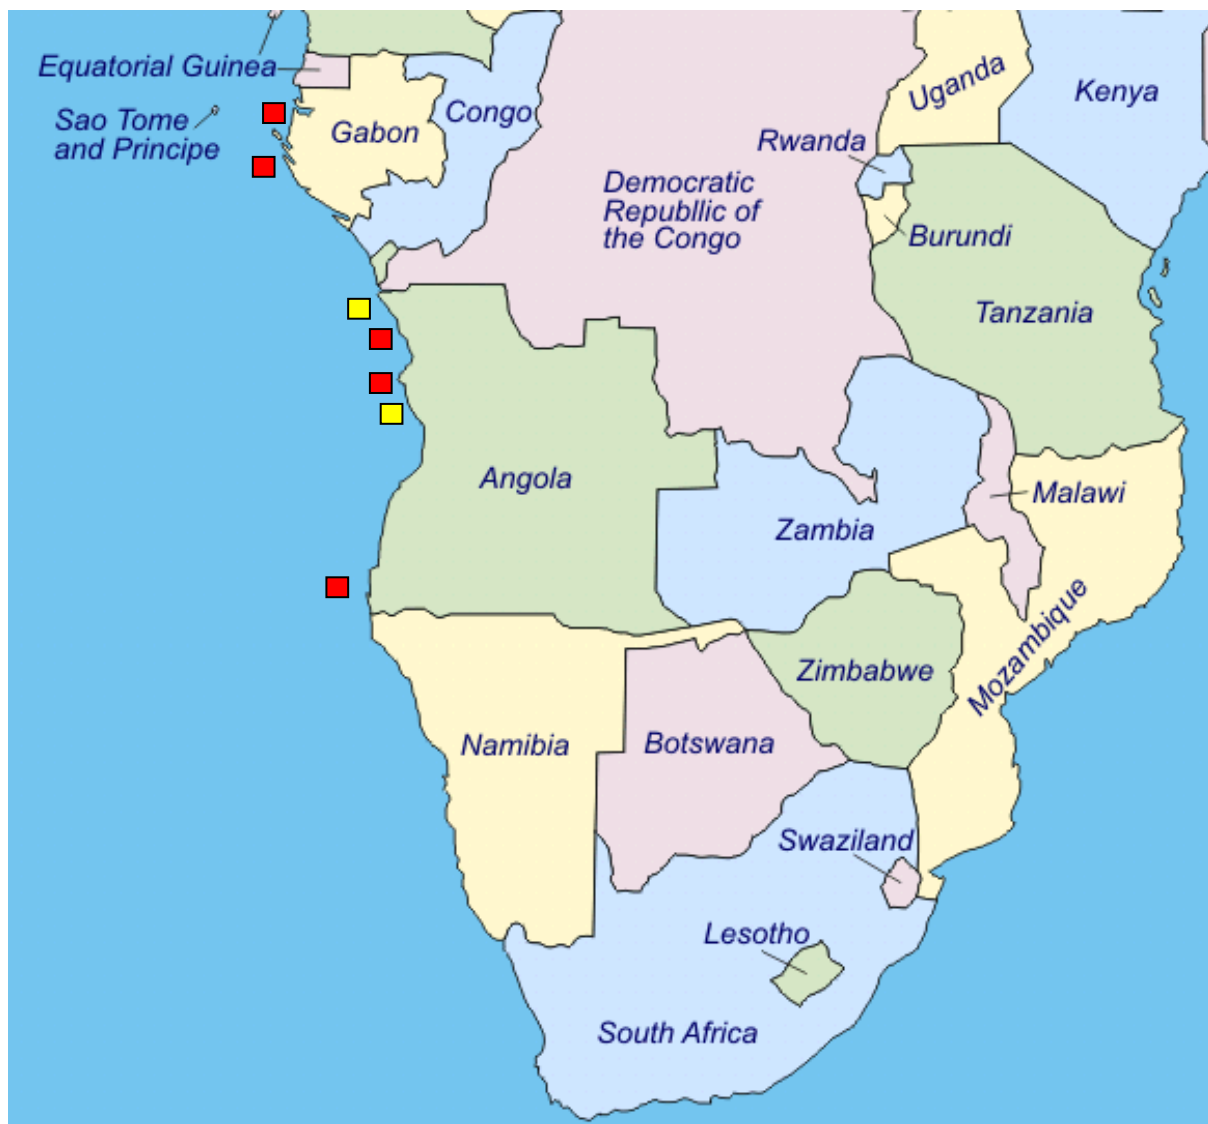 Equatorial Guinea
Sao Tome
and Principe
Gabon
Congo
Uganda
Kenya
Rwanda
Democratic
Republlic of
the Congo
Burundi
Tanzania
Angola
Malawi
Zambia
Mozambique
Zimbabwe
Namibia
Botswana
Swaziland
Lesotho
South Africa